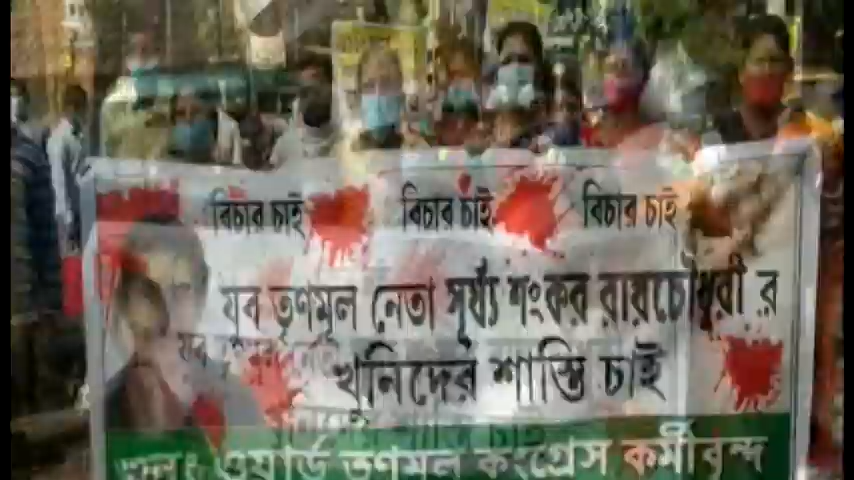 বিচার চাই বিচার চাই বিচার চাই
যুব তৃণমূল নেতা সূর্য্য শংকর রায়চৌধুরী র
খুনিদের শাস্তি চাই
ওয়ার্ড তৃণমূল কংগ্রেস কর্মীবৃন্দ